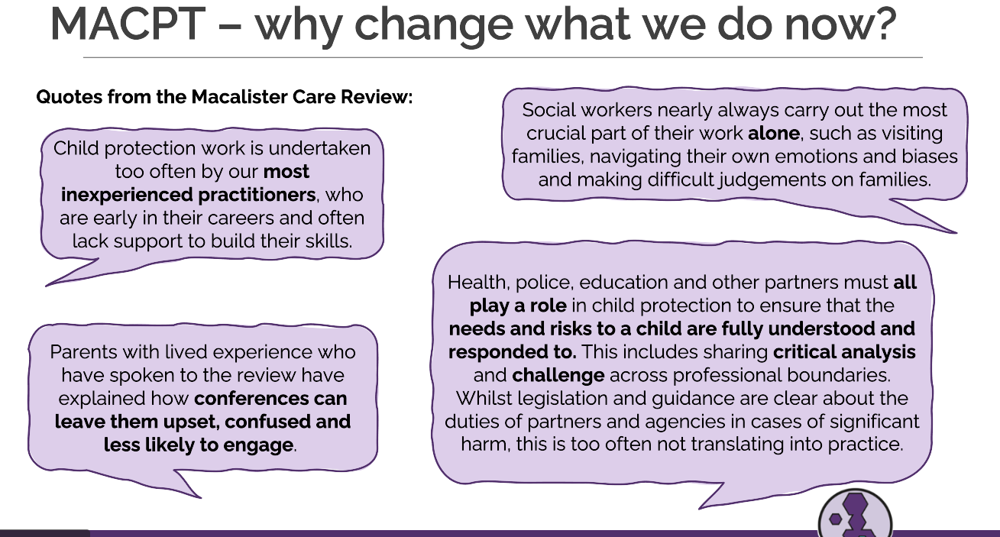 MACPT – why change what we do now?
Quotes from the Macalister Care Review:
Child protection work is undertaken
too often by our most
inexperienced practitioners, who
are early in their careers and often
lack support to build their skills.
Social workers nearly always carry out the most
crucial part of their work alone, such as visiting
families, navigating their own emotions and biases
and making difficult judgements on families.
Parents with lived experience who
have spoken to the review have
explained how conferences can
leave them upset, confused and
less likely to engage.
Health, police, education and other partners must all
play a role in child protection to ensure that the
needs and risks to a child are fully understood and
responded to. This includes sharing critical analysis
and challenge across professional boundaries.
Whilst legislation and guidance are clear about the
duties of partners and agencies in cases of significant
harm, this is too often not translating into practice.